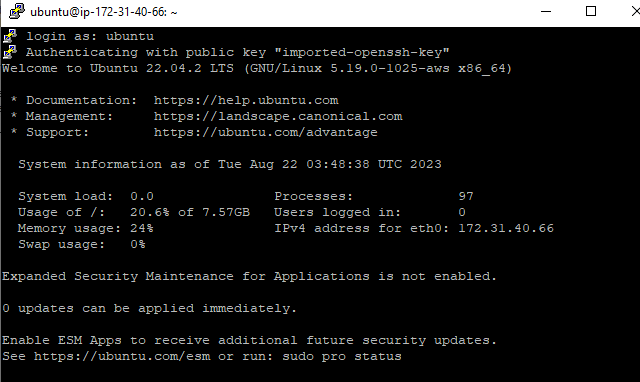 ubuntu@ip-172-31-40-66: ~
login as: ubuntu
Authenticating with public key "imported-openssh-key"
Welcome to Ubuntu 22.04.2 LTS (GNU/Linux 5.19.0-1025-aws x86_64)
* Documentation:  https://help.ubuntu.com
* Management:     https://landscape.canonical.com
* Support:        https://ubuntu.com/advantage
System information as of Tue Aug 22 03:48:38 UTC 2023
System load:  0.0               Processes:             97
Usage of /:   20.6% of 7.57GB   Users logged in:       0
Memory usage: 24%               IPv4 address for eth0: 172.31.40.66
Swap usage:   0%
Expanded Security Maintenance for Applications is not enabled.
0 updates can be applied immediately.
Enable ESM Apps to receive additional future security updates.
See https://ubuntu.com/esm or run: sudo pro status